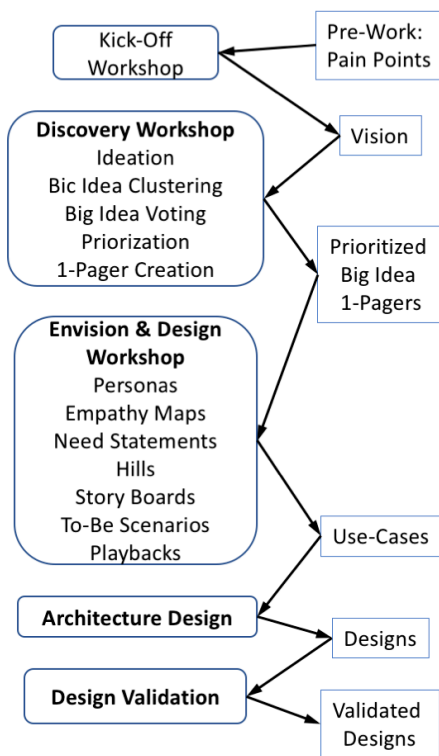 Kick-Off
Workshop
Pre-Work:
Pain Points
Vision
Discovery Workshop
Ideation
Bic Idea Clustering
Big Idea Voting
Priorization
1-Pager Creation
Prioritized
Big Idea
1-Pagers
Envision & Design
Workshop
Personas
Empathy Maps
Need Statements
Hills
Story Boards
To-Be Scenarios
Playbacks
Use-Cases
Architecture Design
Designs
Design Validation
Validated
Designs